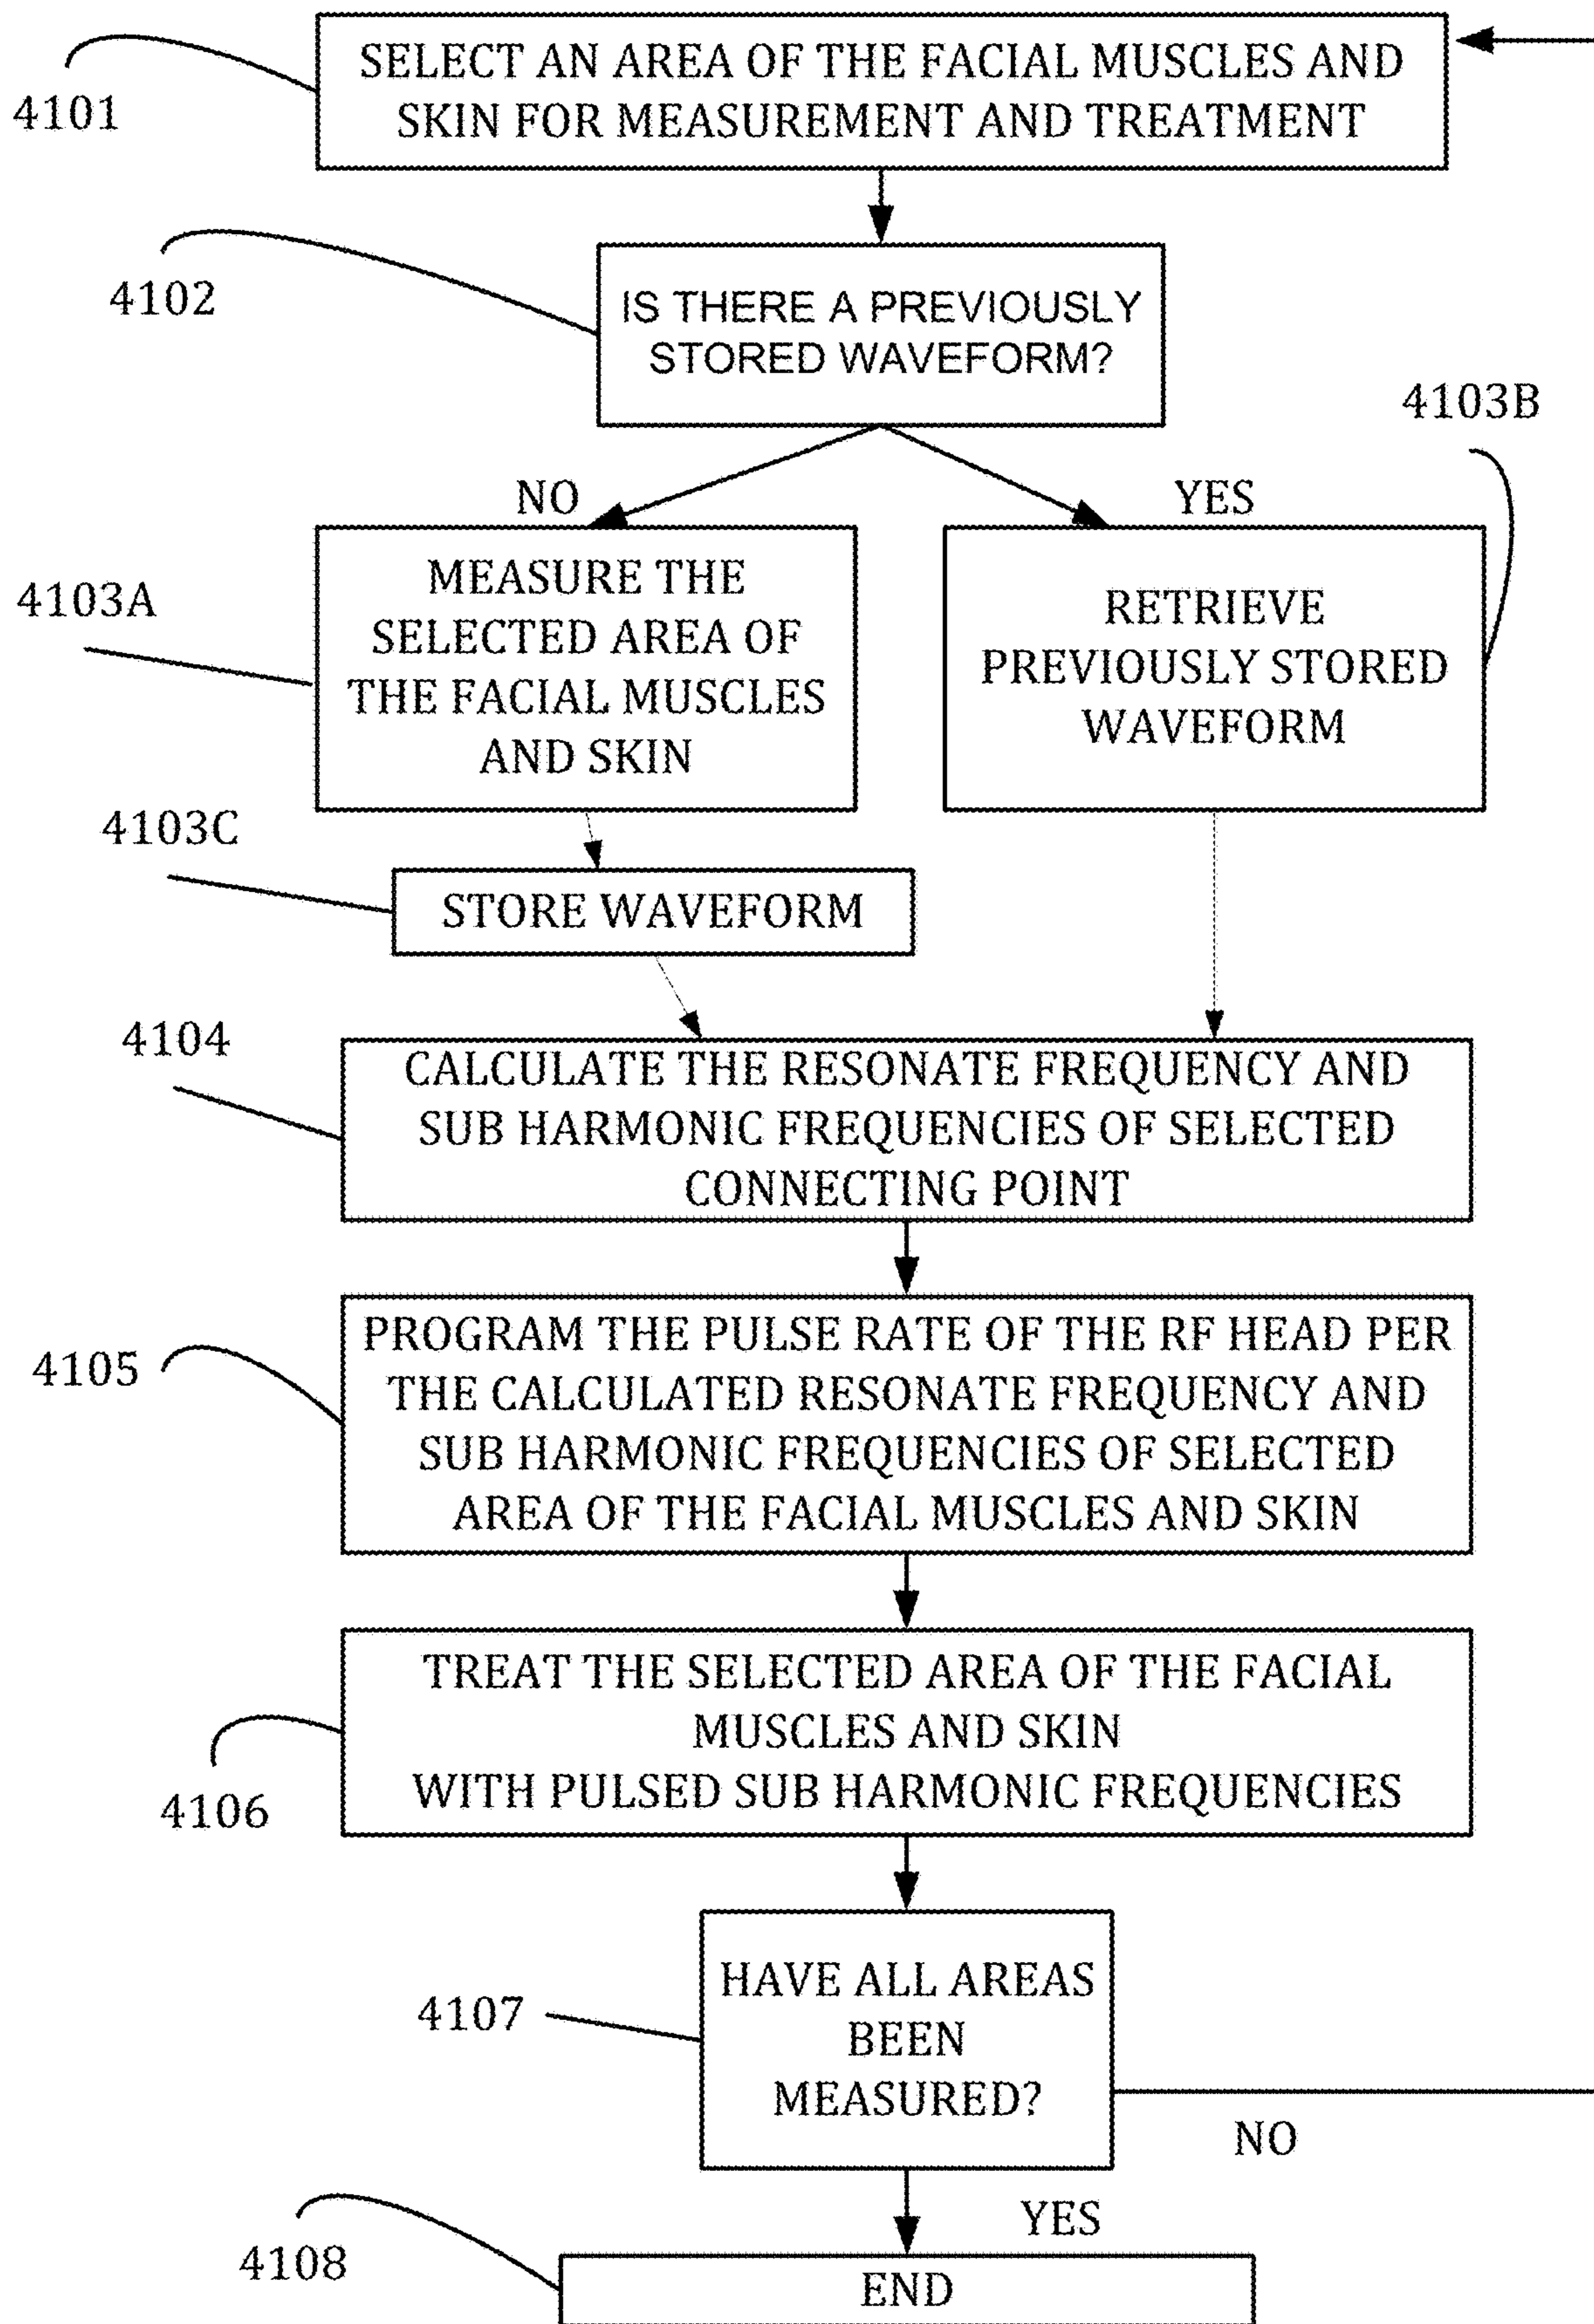 SELECT AN AREA OF THE FACIAL MUSCLES AND
SKIN FOR MEASUREMENT AND TREATMENT
4101
4102
IS THERE A PREVIOUSLY
STORED WAVEFORM?
4103B
NO
YES
4103A
MEASURE THE
SELECTED AREA OF
THE FACIAL MUSCLES
AND SKIN
RETRIEVE
PREVIOUSLY STORED
WAVEFORM
4103C
STORE WAVEFORM
4104
CALCULATE THE RESONATE FREQUENCY AND
SUB HARMONIC FREQUENCIES OF SELECTED
CONNECTING POINT
4105
PROGRAM THE PULSE RATE OF THE RF HEAD PER
THE CALCULATED RESONATE FREQUENCY AND
SUB HARMONIC FREQUENCIES OF SELECTED
AREA OF THE FACIAL MUSCLES AND SKIN
TREAT THE SELECTED AREA OF THE FACIAL
MUSCLES AND SKIN
WITH PULSED SUB HARMONIC FREQUENCIES
4106
HAVE ALL AREAS
BEEN
MEASURED?
4107
NO
YES
4108
END